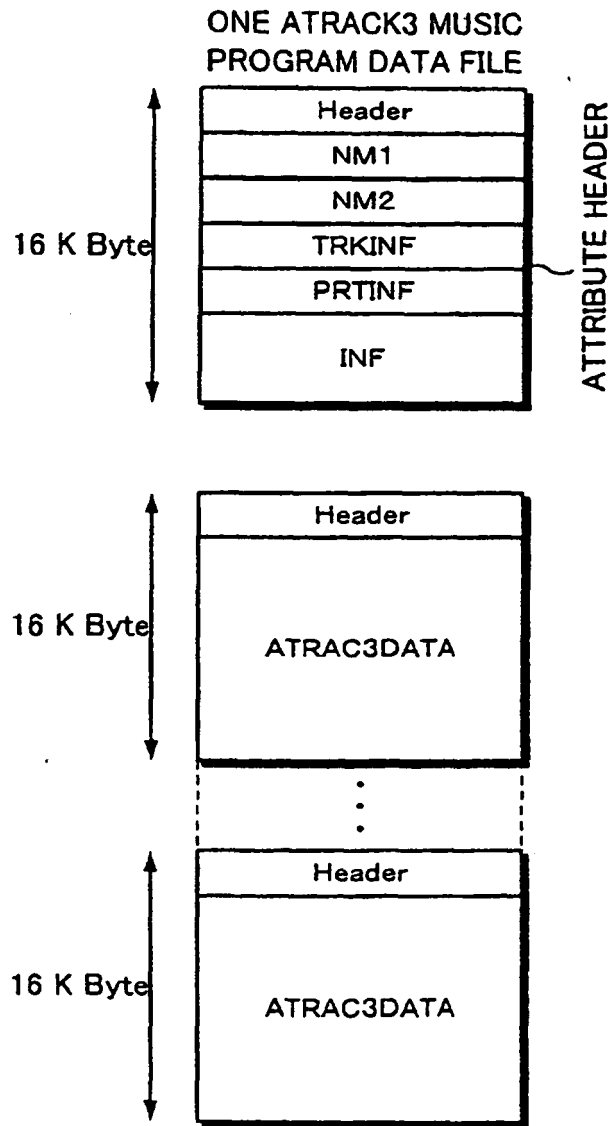 ONE ATRACK3 MUSIC
PROGRAM DATA FILE
Header
NM1
NM2
TRKINF
PRTINF
INF
16 K Byte
ATTRIBUTE HEADER
Header
ATRAC3DATA
16 K Byte
Header
ATRAC3DATA
16 K Byte